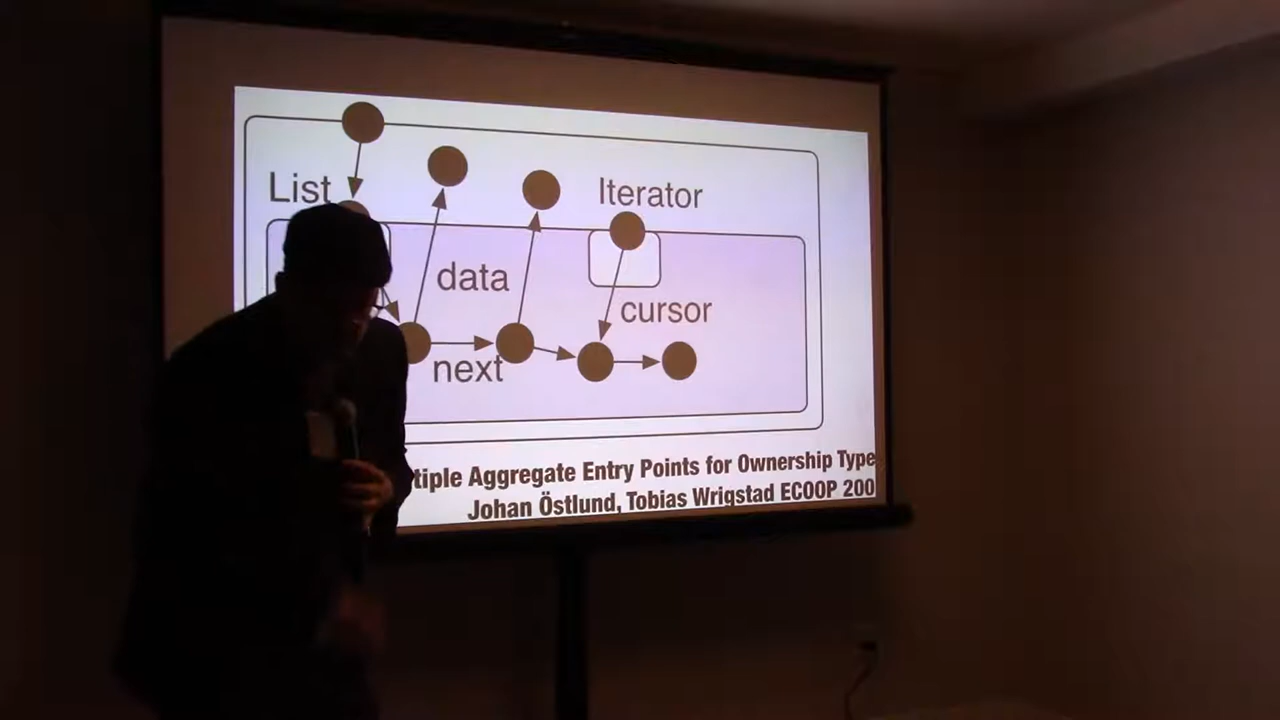 List
Iterator
data
cursor
next
tiple Aggregate Entry Points for Ownership Type
Johan Östlund, Tobias Wrigstad ECOOP 200